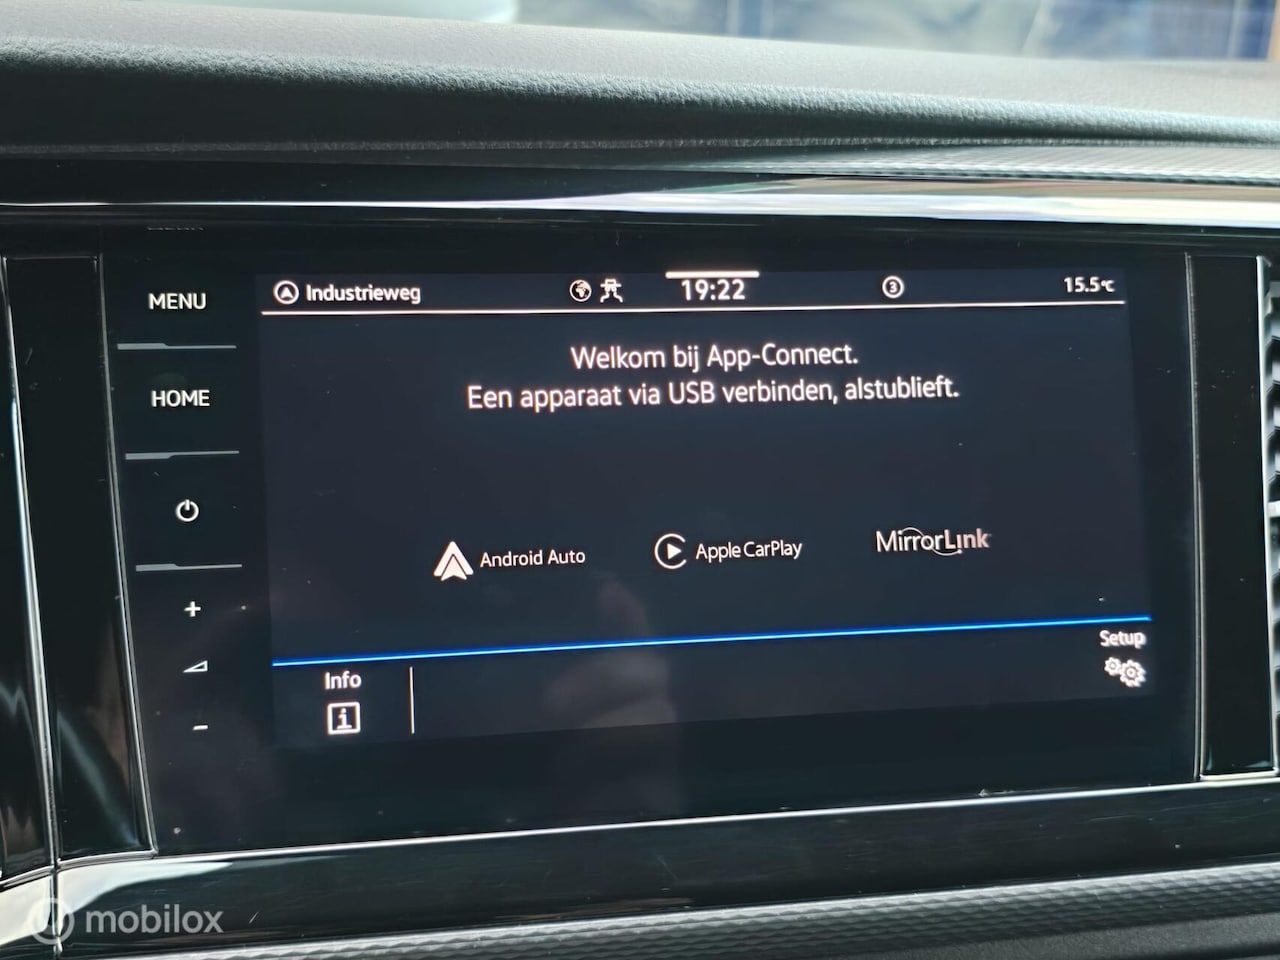 MENU
HOME
Industrieweg
19:22
3
15.5°C
Welkom bij App-Connect.
Een apparaat via USB verbinden, alstublieft.
Android Auto
Apple CarPlay
MirrorLink
+
-
Info
i
Setup
mobilox